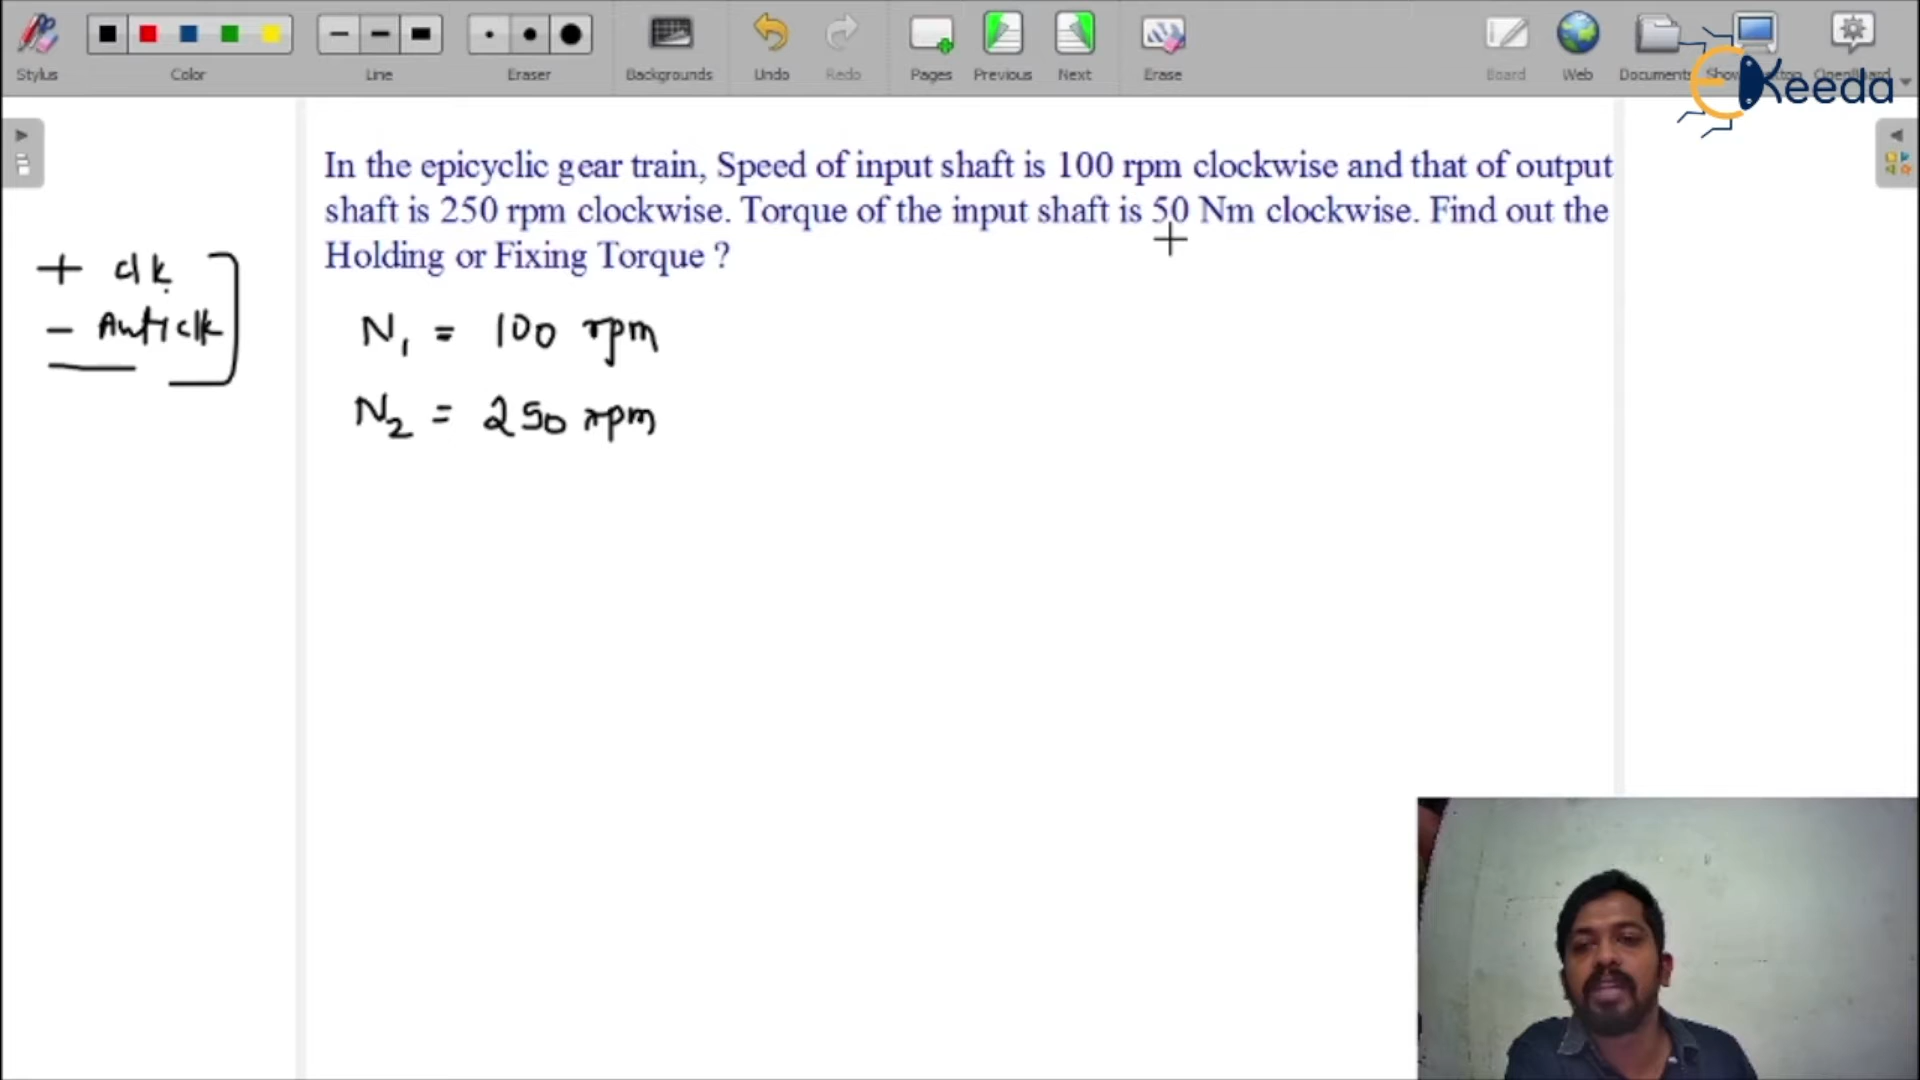 Stylus
Color
Line
Eraser
Backgrounds
Undo
Redo
Pages
Previous
Next
Erase
Board
Web
Documents
Show
OpenBoard
Keeda
In the epicyclic gear train, Speed of input shaft is 100 rpm clockwise and that of output
shaft is 250 rpm clockwise. Torque of the input shaft is 50 Nm clockwise. Find out the
Holding or Fixing Torque ?
+ clk
- Anticlk
N1 = 100 rpm
N2 = 250 rpm